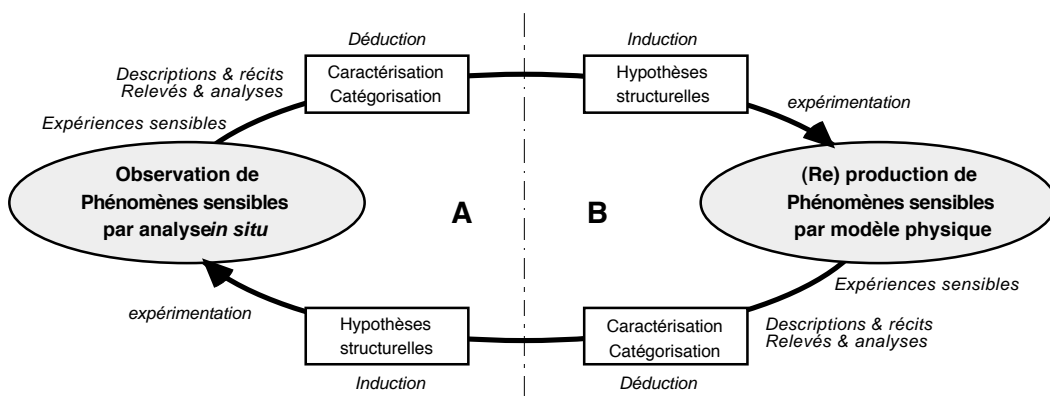 Déduction
Induction
Descriptions & récits
Relevés & analyses
Caractérisation
Catégorisation
Hypothèses
structurelles
expérimentation
Expériences sensibles
Observation de
Phénomènes sensibles
par analyse in situ
A
B
(Re) production de
Phénomènes sensibles
par modèle physique
Expériences sensibles
expérimentation
Hypothèses
structurelles
Caractérisation
Catégorisation
Descriptions & récits
Relevés & analyses
Induction
Déduction